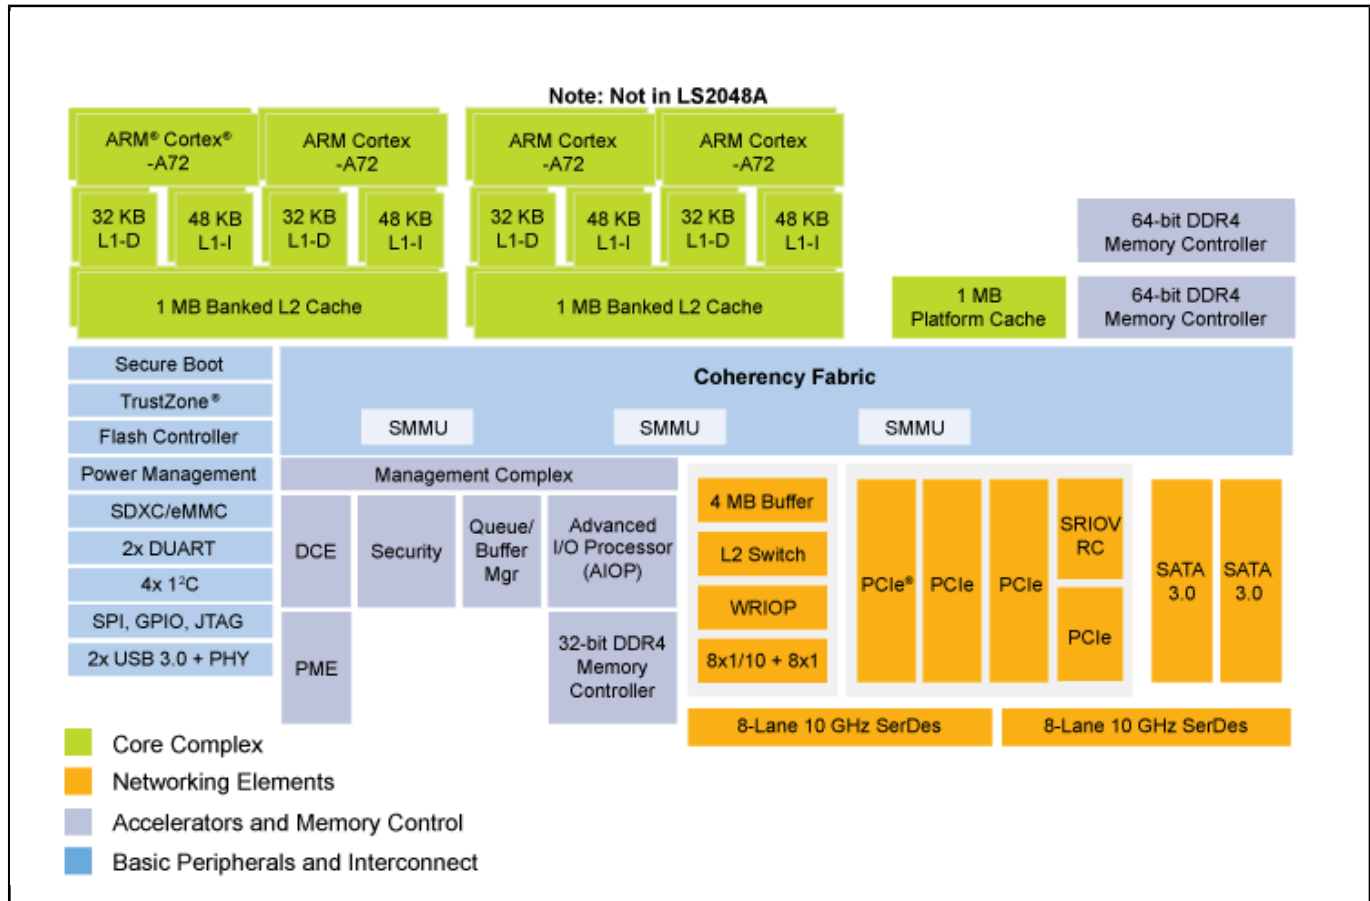 Note: Not in LS2048A
ARM® Cortex®
-A72
ARM Cortex
-A72
ARM Cortex
-A72
ARM Cortex
-A72
32 KB
L1-D
48 KB
L1-I
32 KB
L1-D
48 KB
L1-I
32 KB
L1-D
48 KB
L1-I
32 KB
L1-D
48 KB
L1-I
1 MB Banked L2 Cache
1 MB Banked L2 Cache
1 MB
Platform Cache
64-bit DDR4
Memory Controller
64-bit DDR4
Memory Controller
Secure Boot
TrustZone®
Flash Controller
Power Management
SDXC/eMMC
2x DUART
4x 1²C
SPI, GPIO, JTAG
2x USB 3.0 + PHY
Coherency Fabric
SMMU
SMMU
SMMU
Management Complex
DCE
Security
Queue/
Buffer
Mgr
Advanced
I/O Processor
(AIOP)
PME
32-bit DDR4
Memory
Controller
4 MB Buffer
L2 Switch
WRIOP
8x1/10 + 8x1
PCIe®
PCIe
PCIe
SRIOV
RC
PCIe
SATA
3.0
SATA
3.0
8-Lane 10 GHz SerDes
8-Lane 10 GHz SerDes
Core Complex
Networking Elements
Accelerators and Memory Control
Basic Peripherals and Interconnect